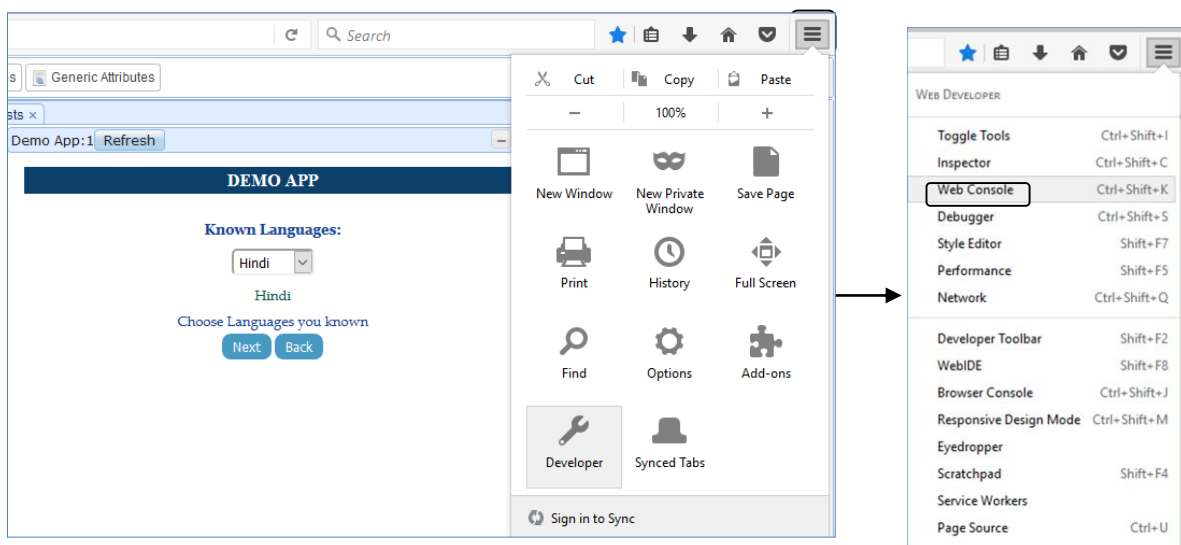 Search
s Generic Attributes
sts ×
Demo App:1 Refresh
DEMO APP
Known Languages:
Hindi
Hindi
Choose Languages you known
Next Back
Cut Copy Paste
− 100% +
New Window New Private Window Save Page
Print History Full Screen
Find Options Add-ons
Developer Synced Tabs
Sign in to Sync
WEB DEVELOPER
Toggle Tools Ctrl+Shift+I
Inspector Ctrl+Shift+C
Web Console Ctrl+Shift+K
Debugger Ctrl+Shift+S
Style Editor Shift+F7
Performance Shift+F5
Network Ctrl+Shift+Q
Developer Toolbar Shift+F2
WebIDE Shift+F8
Browser Console Ctrl+Shift+J
Responsive Design Mode Ctrl+Shift+M
Eyedropper
Scratchpad Shift+F4
Service Workers
Page Source Ctrl+U